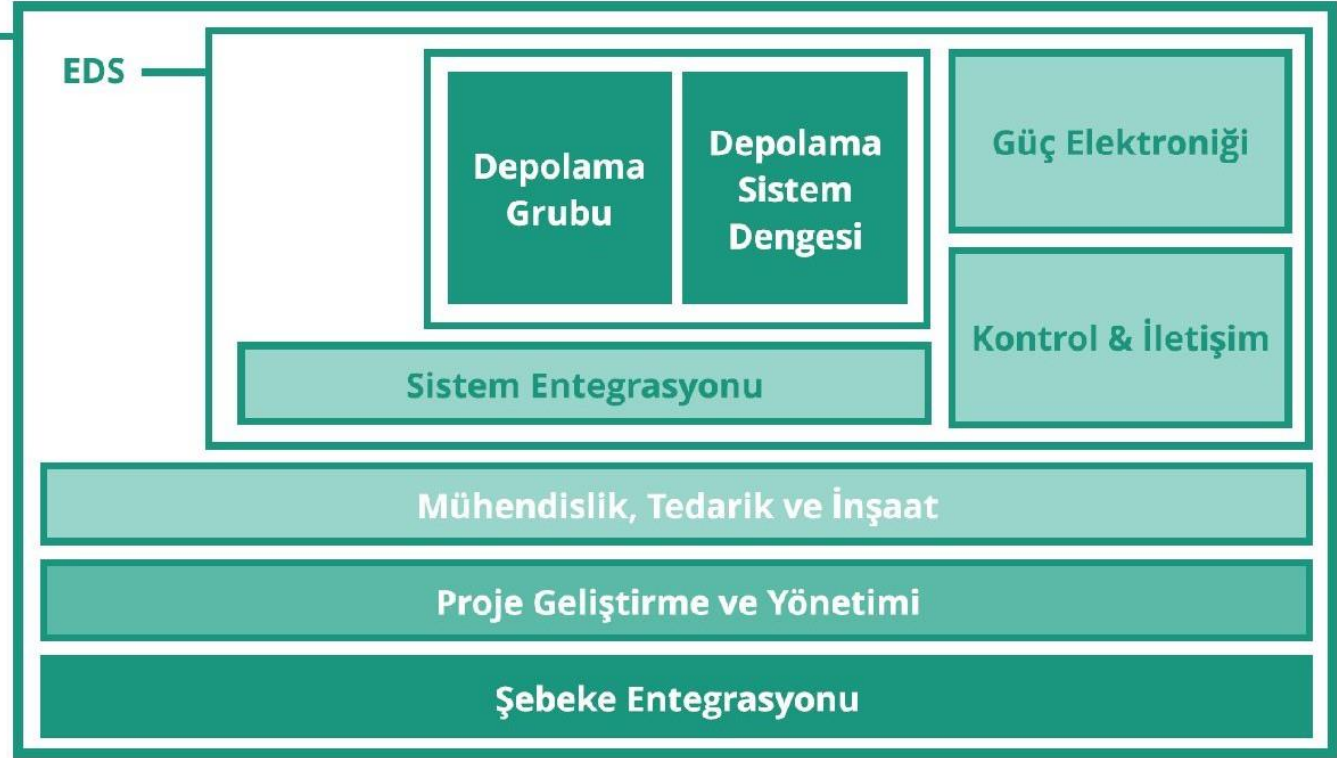 EDS
Depolama
Grubu
Depolama
Sistem
Dengesi
Güç Elektroniği
Kontrol & İletişim
Sistem Entegrasyonu
Mühendislik, Tedarik ve İnşaat
Proje Geliştirme ve Yönetimi
Şebeke Entegrasyonu